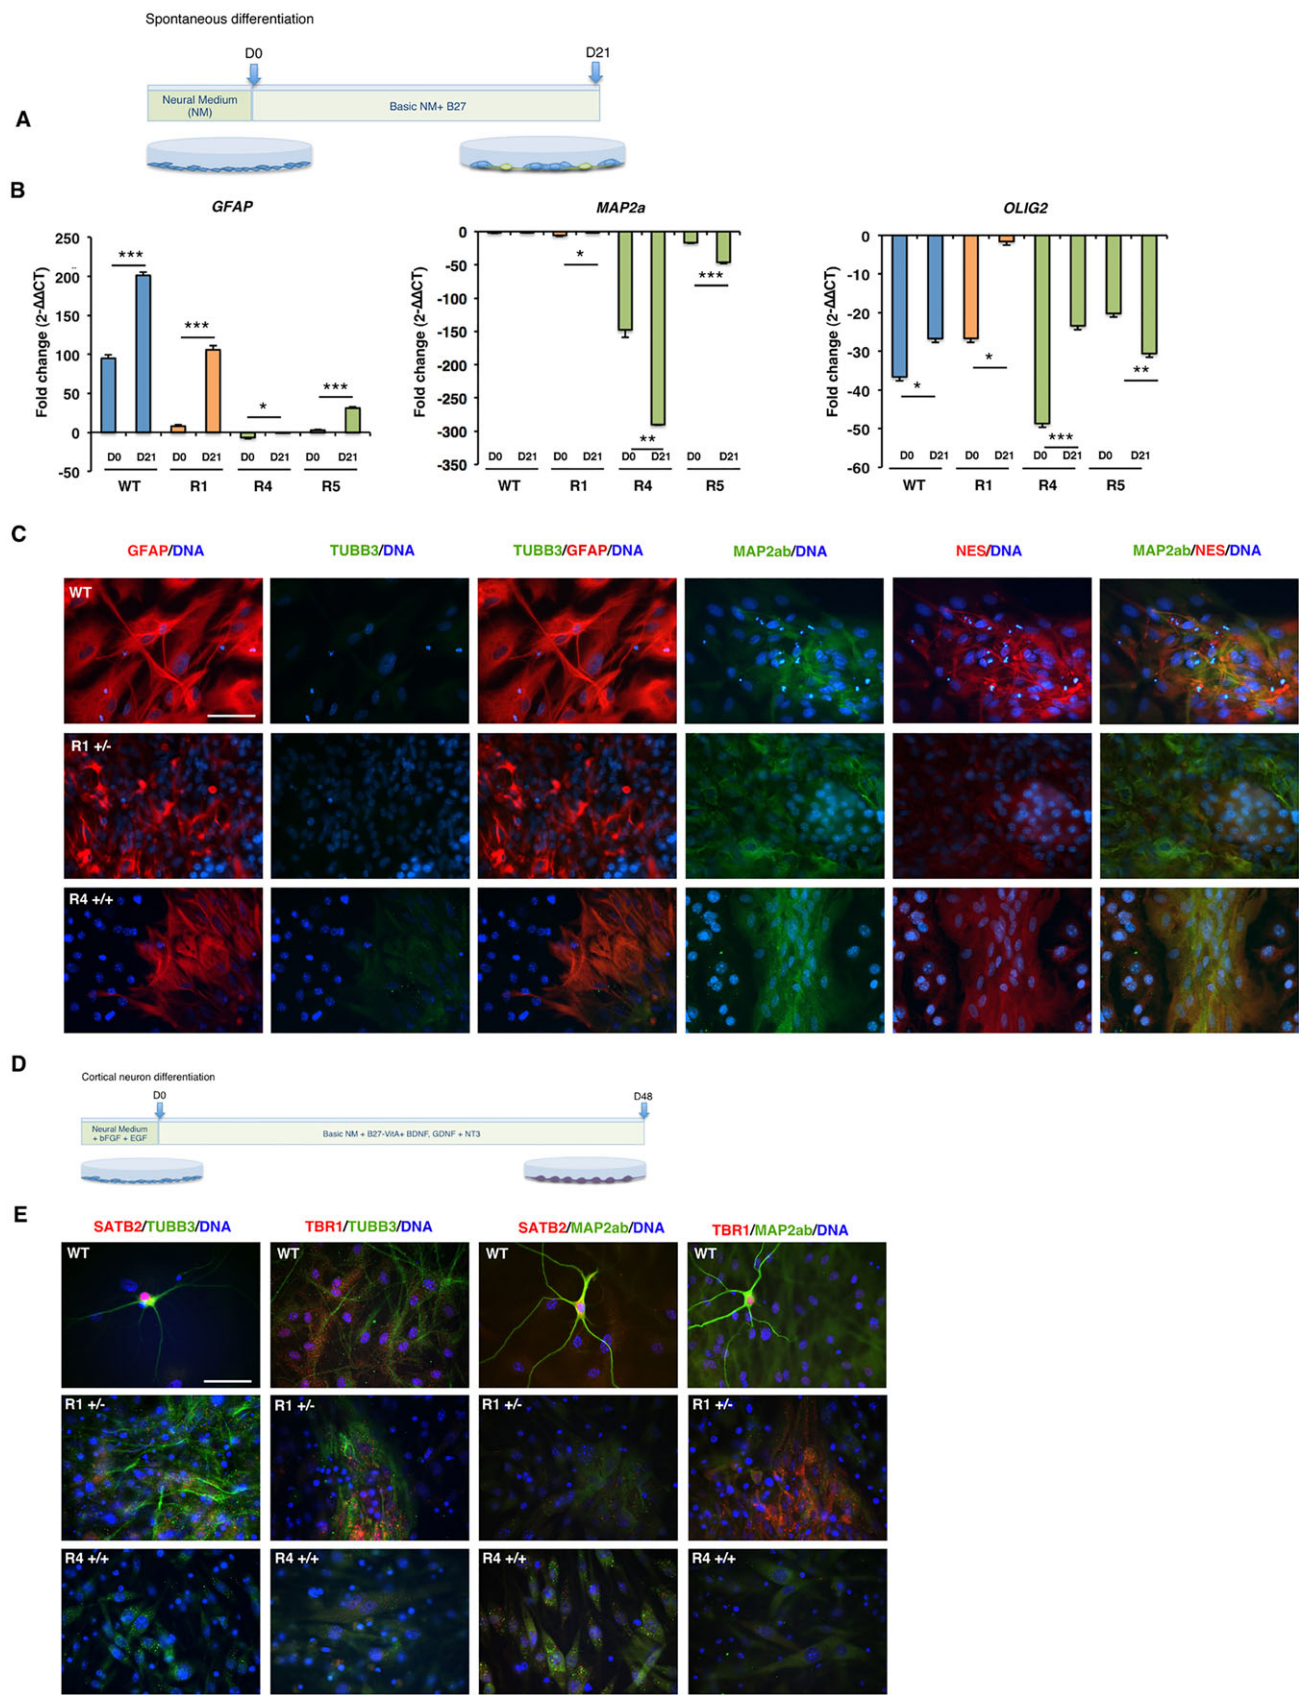 Spontaneous differentiation
D0 D21
Neural Medium
(NM)
Basic NM+ B27
A
B
GFAP
Fold change (2-ΔΔCT)
250
200
150
100
50
0
-50
*** *** * ***
D0 D21 D0 D21 D0 D21 D0 D21
WT R1 R4 R5
MAP2a
Fold change (2-ΔΔCT)
0
-50
-100
-150
-200
-250
-300
-350
* ** ***
D0 D21 D0 D21 D0 D21 D0 D21
WT R1 R4 R5
OLIG2
Fold change (2-ΔΔCT)
0
-10
-20
-30
-40
-50
-60
* * *** **
D0 D21 D0 D21 D0 D21 D0 D21
WT R1 R4 R5
C
GFAP/DNA TUBB3/DNA TUBB3/GFAP/DNA MAP2ab/DNA NES/DNA MAP2ab/NES/DNA
WT
R1 +/-
R4 +/+
D
Cortical neuron differentiation
D0 D48
Neural Medium
+ bFGF + EGF
Basic NM + B27-VitA+ BDNF, GDNF + NT3
E
SATB2/TUBB3/DNA TBR1/TUBB3/DNA SATB2/MAP2ab/DNA TBR1/MAP2ab/DNA
WT WT WT WT
R1 +/- R1 +/- R1 +/- R1 +/-
R4 +/+ R4 +/+ R4 +/+ R4 +/+